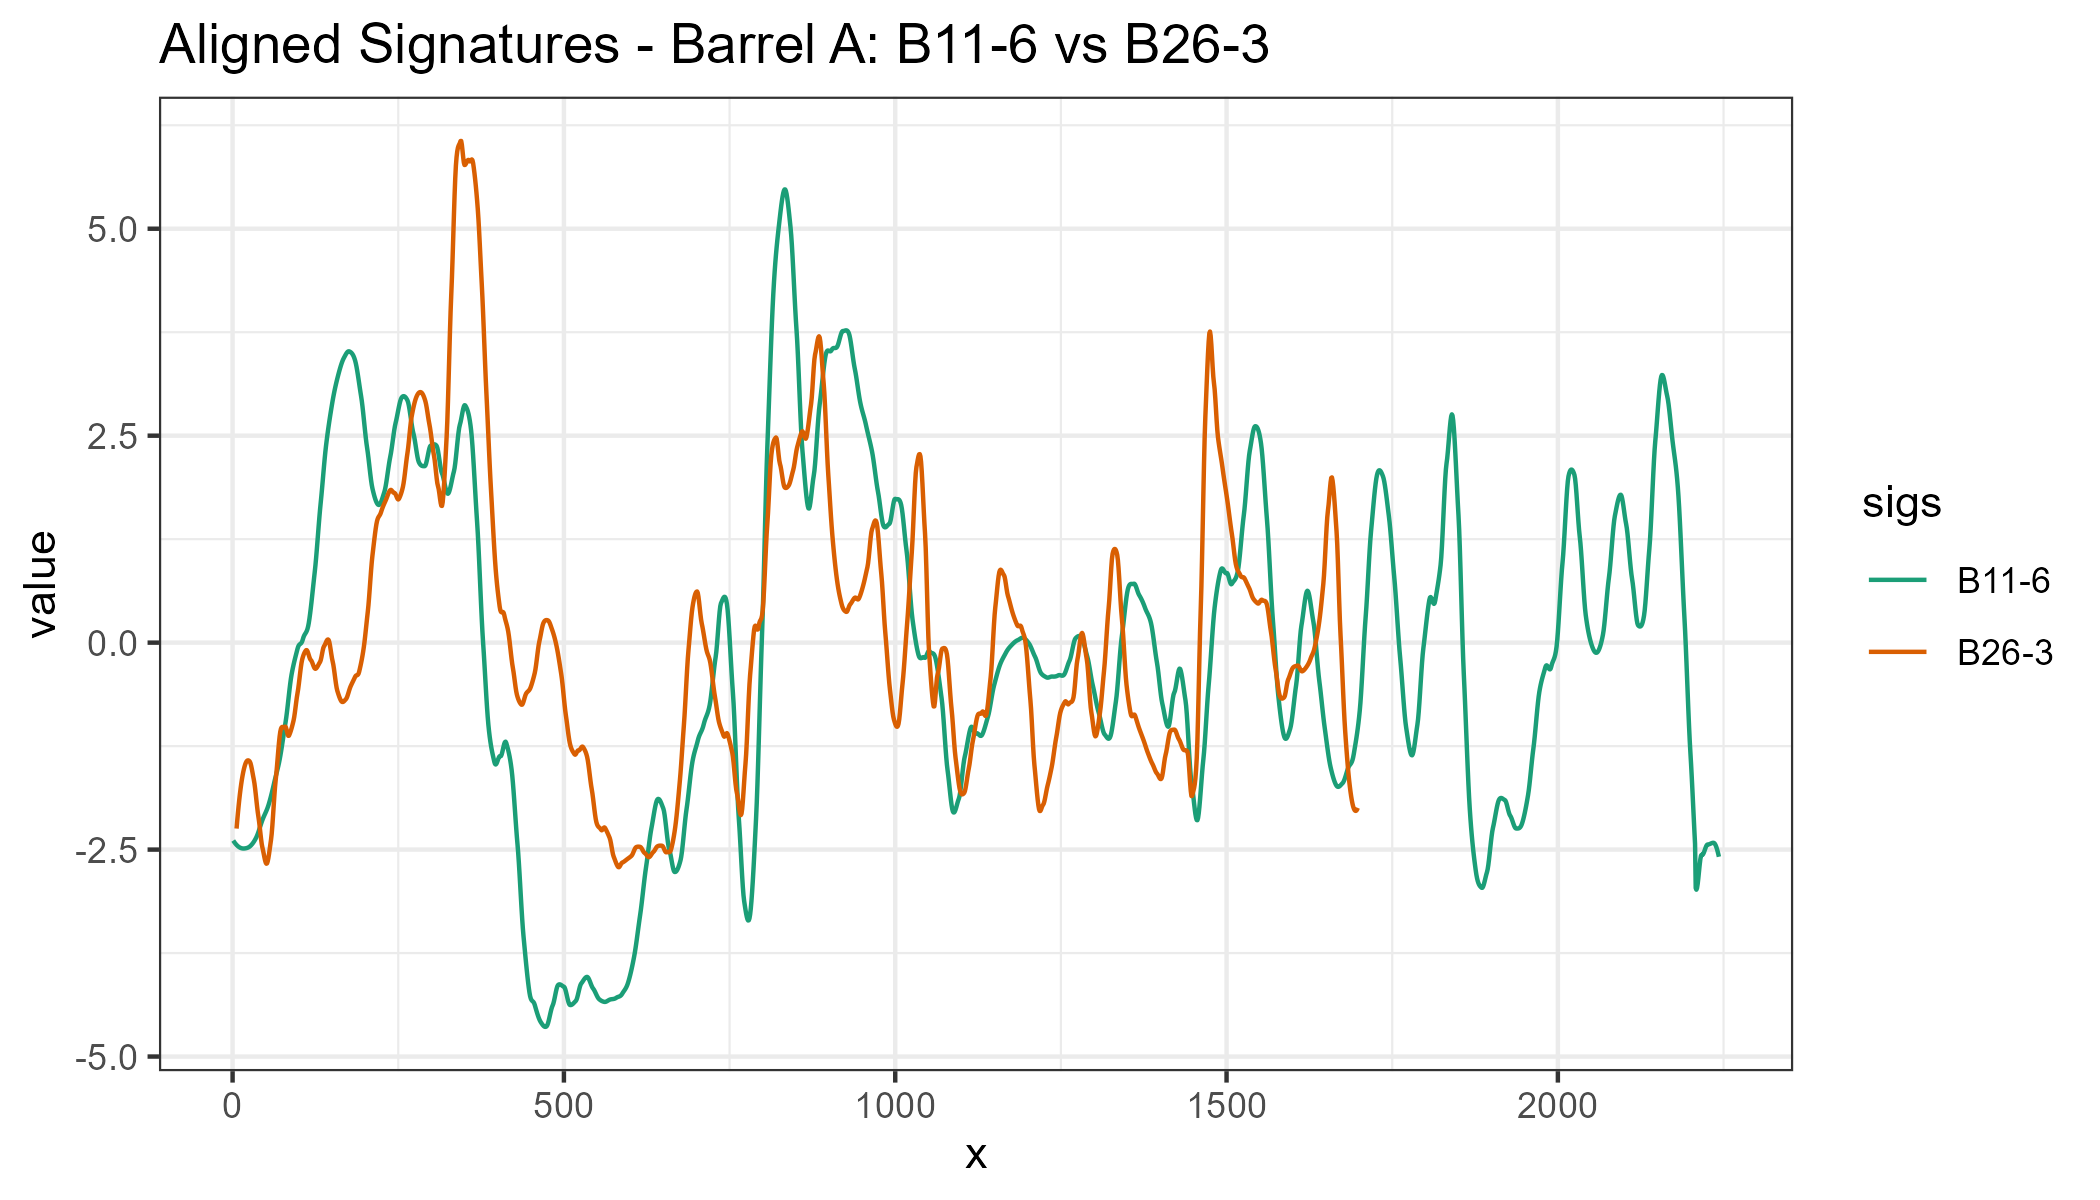 Aligned Signatures - Barrel A: B11-6 vs B26-3
value
5.0
2.5
0.0
-2.5
-5.0
0 500 1000 1500 2000
x
sigs
B11-6
B26-3